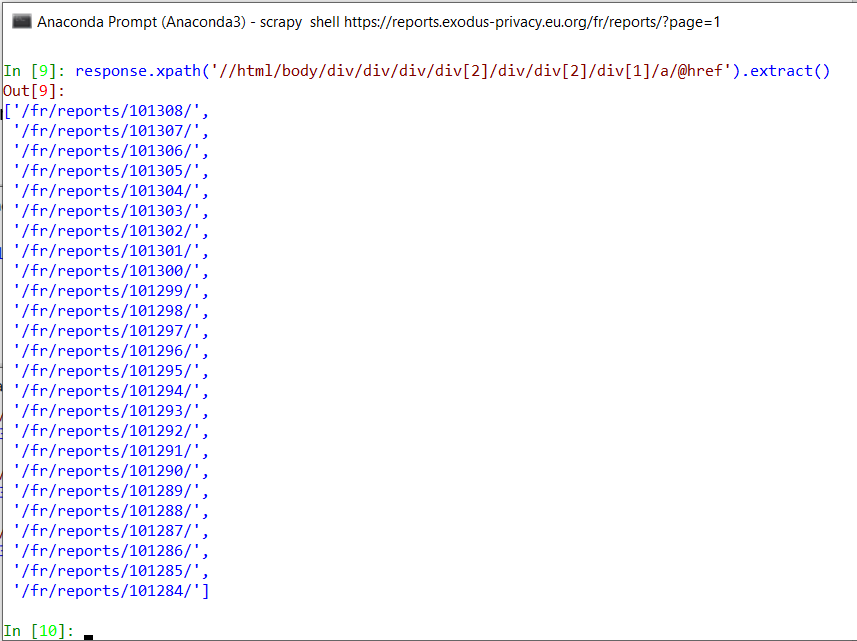 Anaconda Prompt (Anaconda3) - scrapy  shell https://reports.exodus-privacy.eu.org/fr/reports/?page=1
In [9]: response.xpath('//html/body/div/div/div/div[2]/div/div[2]/div[1]/a/@href').extract()
Out[9]:
['/fr/reports/101308/',
 '/fr/reports/101307/',
 '/fr/reports/101306/',
 '/fr/reports/101305/',
 '/fr/reports/101304/',
 '/fr/reports/101303/',
 '/fr/reports/101302/',
 '/fr/reports/101301/',
 '/fr/reports/101300/',
 '/fr/reports/101299/',
 '/fr/reports/101298/',
 '/fr/reports/101297/',
 '/fr/reports/101296/',
 '/fr/reports/101295/',
 '/fr/reports/101294/',
 '/fr/reports/101293/',
 '/fr/reports/101292/',
 '/fr/reports/101291/',
 '/fr/reports/101290/',
 '/fr/reports/101289/',
 '/fr/reports/101288/',
 '/fr/reports/101287/',
 '/fr/reports/101286/',
 '/fr/reports/101285/',
 '/fr/reports/101284/']
In [10]: